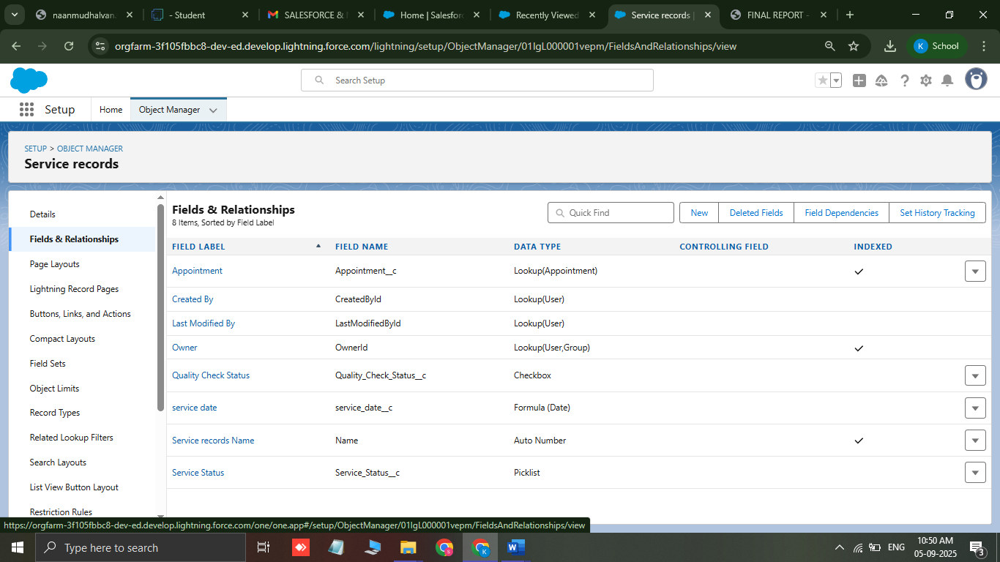 naanmudhalvan.
- Student
SALESFORCE &
Home | Salesforc
Recently Viewed
Service records |
FINAL REPORT -
orgfarm-3f105fbbc8-dev-ed.develop.lightning.force.com/lightning/setup/ObjectManager/01IgL000001vepm/FieldsAndRelationships/view
K School
Search Setup
Setup
Home
Object Manager
SETUP > OBJECT MANAGER
Service records
Details
Fields & Relationships
Page Layouts
Lightning Record Pages
Buttons, Links, and Actions
Compact Layouts
Field Sets
Object Limits
Record Types
Related Lookup Filters
Search Layouts
List View Button Layout
Restriction Rules
Fields & Relationships
8 Items, Sorted by Field Label
Quick Find
New
Deleted Fields
Field Dependencies
Set History Tracking
FIELD LABEL FIELD NAME DATA TYPE CONTROLLING FIELD INDEXED
Appointment Appointment__c Lookup(Appointment)
Created By CreatedById Lookup(User)
Last Modified By LastModifiedById Lookup(User)
Owner OwnerId Lookup(User,Group)
Quality Check Status Quality_Check_Status__c Checkbox
service date service_date__c Formula (Date)
Service records Name Name Auto Number
Service Status Service_Status__c Picklist
https://orgfarm-3f105fbbc8-dev-ed.develop.lightning.force.com/one/one.app#/setup/ObjectManager/01IgL000001vepm/FieldsAndRelationships/view
Type here to search
ENG
10:50 AM
05-09-2025
3